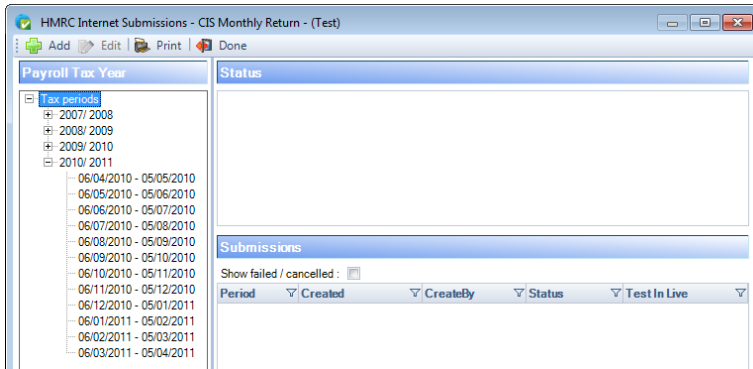 HMRC Internet Submissions - CIS Monthly Return - (Test)
Add Edit Print Done
Payroll Tax Year
Tax periods
2007/ 2008
2008/ 2009
2009/ 2010
2010/ 2011
06/04/2010 - 05/05/2010
06/05/2010 - 05/06/2010
06/06/2010 - 05/07/2010
06/07/2010 - 05/08/2010
06/08/2010 - 05/09/2010
06/09/2010 - 05/10/2010
06/10/2010 - 05/11/2010
06/11/2010 - 05/12/2010
06/12/2010 - 05/01/2011
06/01/2011 - 05/02/2011
06/02/2011 - 05/03/2011
06/03/2011 - 05/04/2011
Status
Submissions
Show failed / cancelled :
Period Created CreateBy Status Test In Live